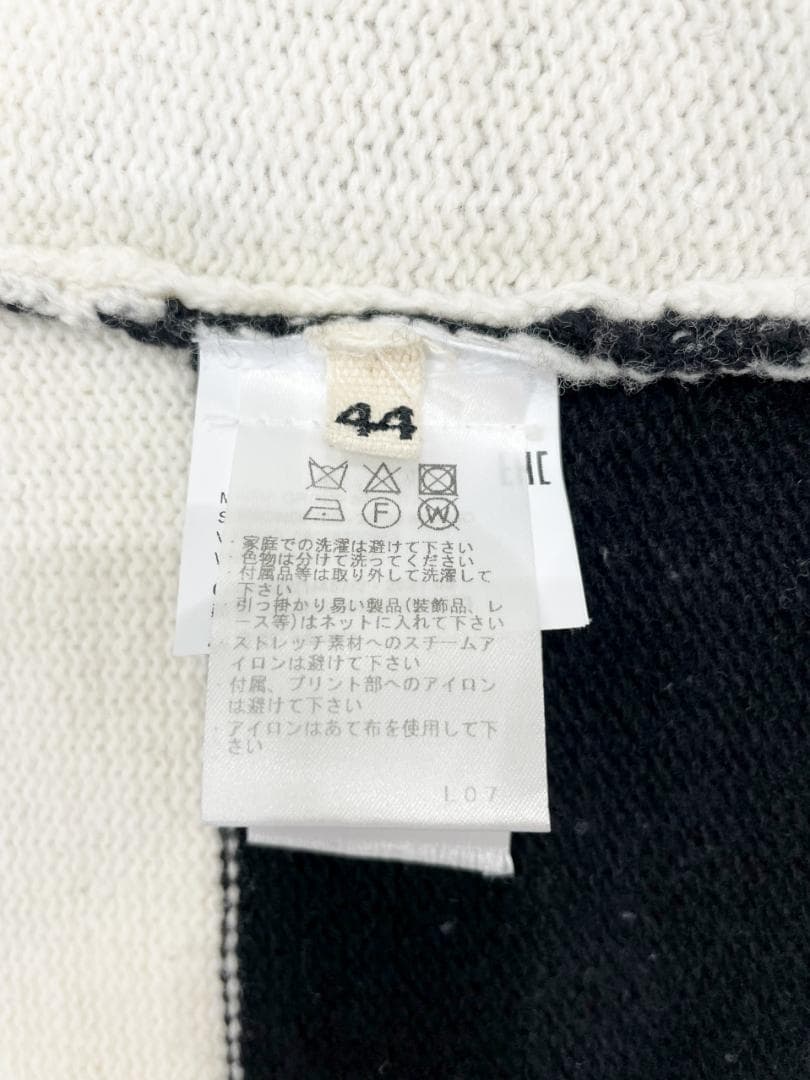 44
F W
EAC
・家庭での洗濯は避けて下さい
・色物は分けて洗ってください
・付属品等は取り外して洗濯して
下さい
・引っ掛かり易い製品(装飾品、レ
ース等)はネットに入れて下さい
・ストレッチ素材へのスチームア
イロンは避けて下さい
・付属、プリント部へのアイロン
は避けて下さい
・アイロンはあて布を使用して下
さい
L07